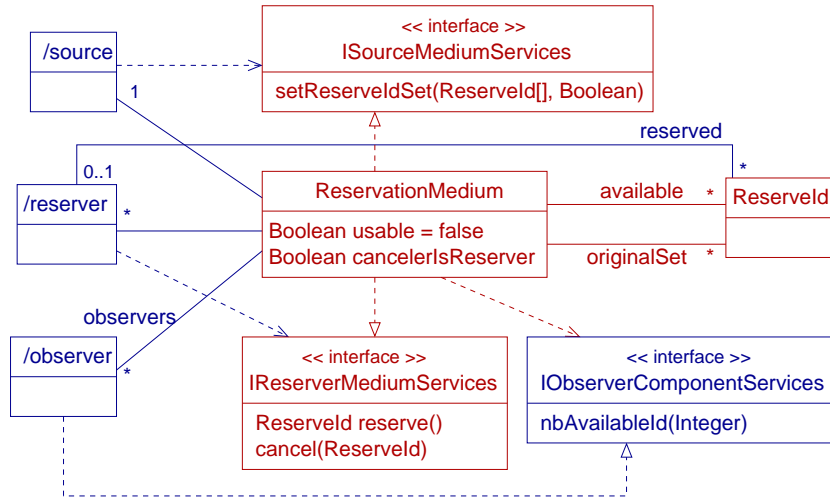 << interface >>
ISourceMediumServices
setReserveIdSet(ReserveId[], Boolean)
/source
1
reserved
0..1
*
/reserver
*
ReservationMedium
Boolean usable = false
Boolean cancelerIsReserver
available
*
originalSet
*
ReserveId
observers
/observer
*
<< interface >>
IReserverMediumServices
ReserveId reserve()
cancel(ReserveId)
<< interface >>
IObserverComponentServices
nbAvailableId(Integer)